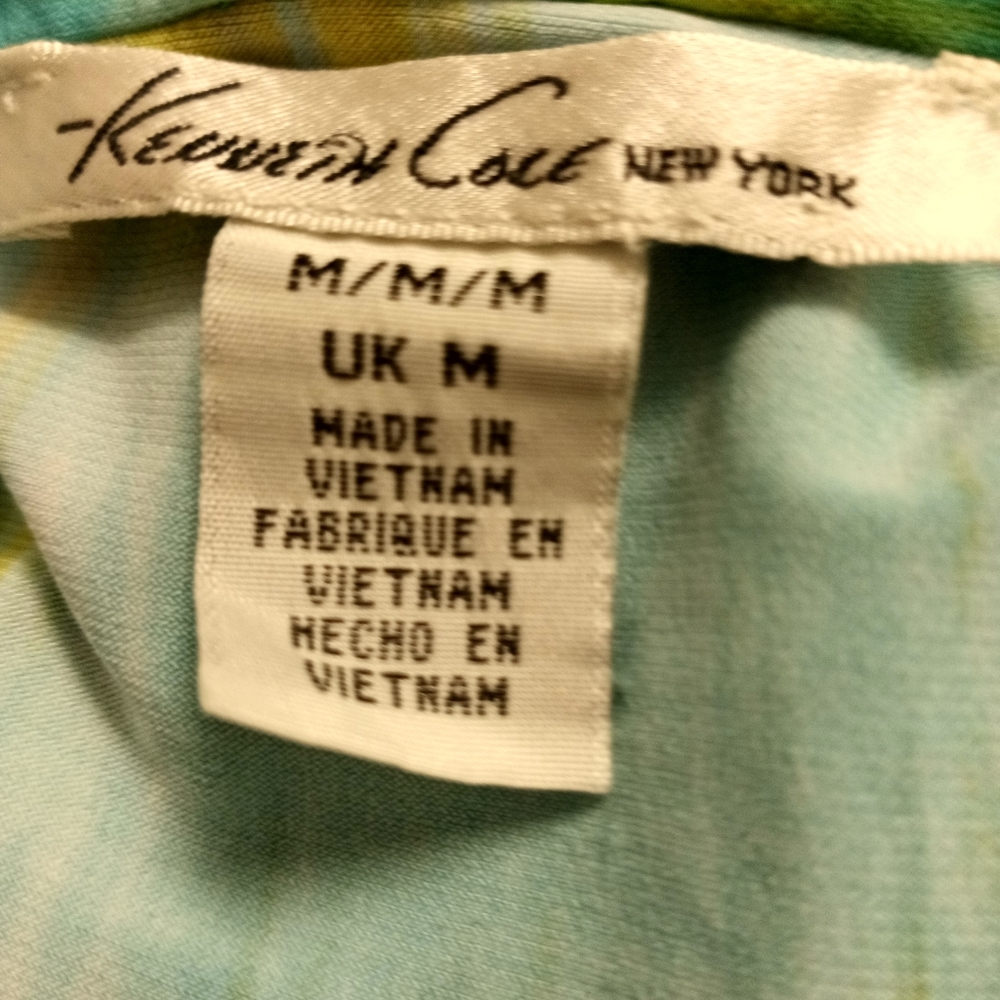 Kenneth Cole NEW YORK
M/M/M
UK M
MADE IN
VIETNAM
FABRIQUE EN
VIETNAM
HECHO EN
VIETNAM